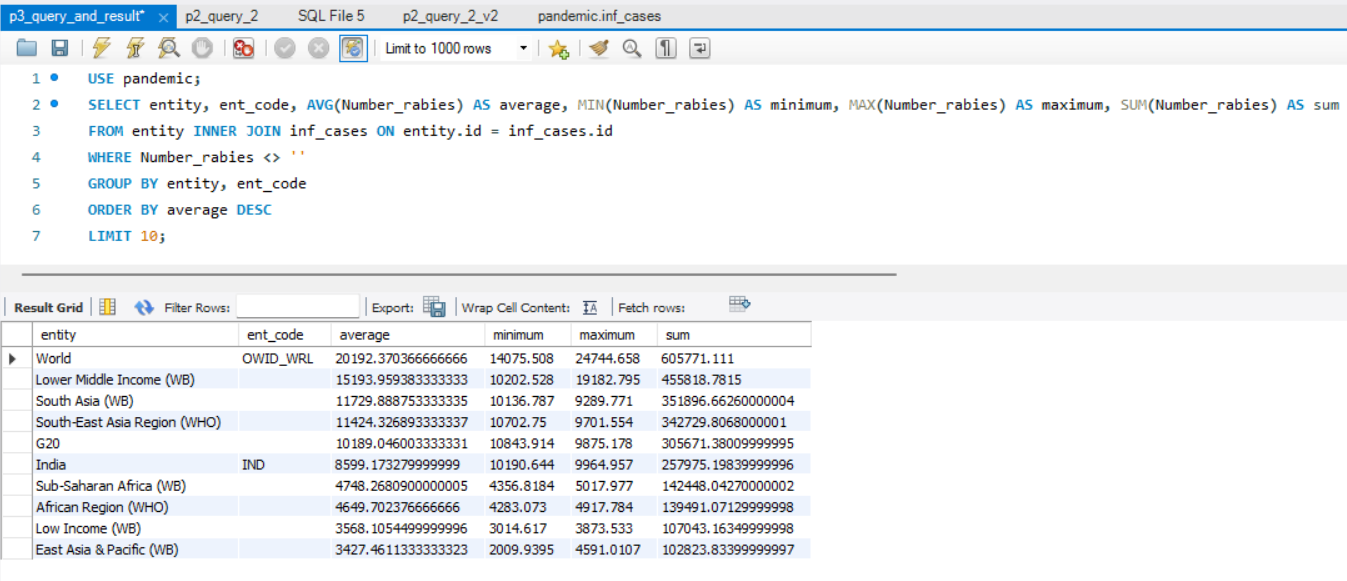 p3_query_and_result* × p2_query_2 SQL File 5 p2_query_2_v2 pandemic.inf_cases
Limit to 1000 rows
1 USE pandemic;
2 SELECT entity, ent_code, AVG(Number_rabies) AS average, MIN(Number_rabies) AS minimum, MAX(Number_rabies) AS maximum, SUM(Number_rabies) AS sum
3 FROM entity INNER JOIN inf_cases ON entity.id = inf_cases.id
4 WHERE Number_rabies <> ''
5 GROUP BY entity, ent_code
6 ORDER BY average DESC
7 LIMIT 10;
Result Grid Filter Rows: Export: Wrap Cell Content: IA Fetch rows:
entity ent_code average minimum maximum sum
World OWID_WRL 20192.370366666666 14075.508 24744.658 605771.111
Lower Middle Income (WB) 15193.959383333333 10202.528 19182.795 455818.7815
South Asia (WB) 11729.888753333335 10136.787 9289.771 351896.66260000004
South-East Asia Region (WHO) 11424.326893333337 10702.75 9701.554 342729.8068000001
G20 10189.046003333331 10843.914 9875.178 305671.38009999995
India IND 8599.173279999999 10190.644 9964.957 257975.19839999996
Sub-Saharan Africa (WB) 4748.2680900000005 4356.8184 5017.977 142448.04270000002
African Region (WHO) 4649.702376666666 4283.073 4917.784 139491.07129999998
Low Income (WB) 3568.1054499999996 3014.617 3873.533 107043.16349999998
East Asia & Pacific (WB) 3427.4611333333323 2009.9395 4591.0107 102823.83399999997